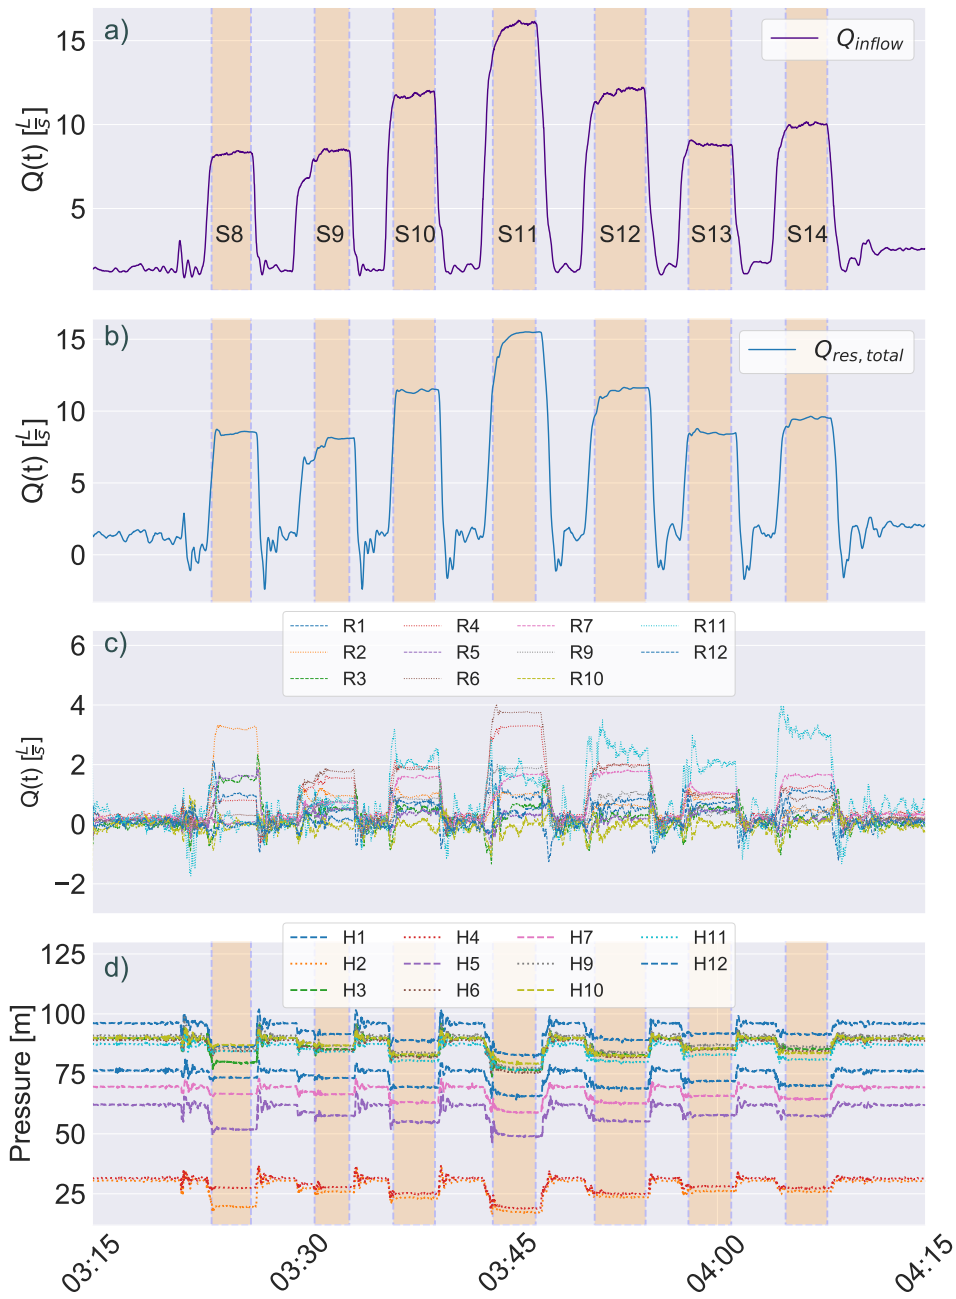 a)
Q_inflow
15
10
5
Q(t) [L/s]
S8 S9 S10 S11 S12 S13 S14
b)
Q_res,total
15
10
5
0
Q(t) [L/s]
R1 R4 R7 R11
R2 R5 R9 R12
R3 R6 R10
c)
6
4
2
0
−2
Q(t) [L/s]
H1 H4 H7 H11
H2 H5 H9 H12
H3 H6 H10
d)
125
100
75
50
25
Pressure [m]
03:15 03:30 03:45 04:00 04:15